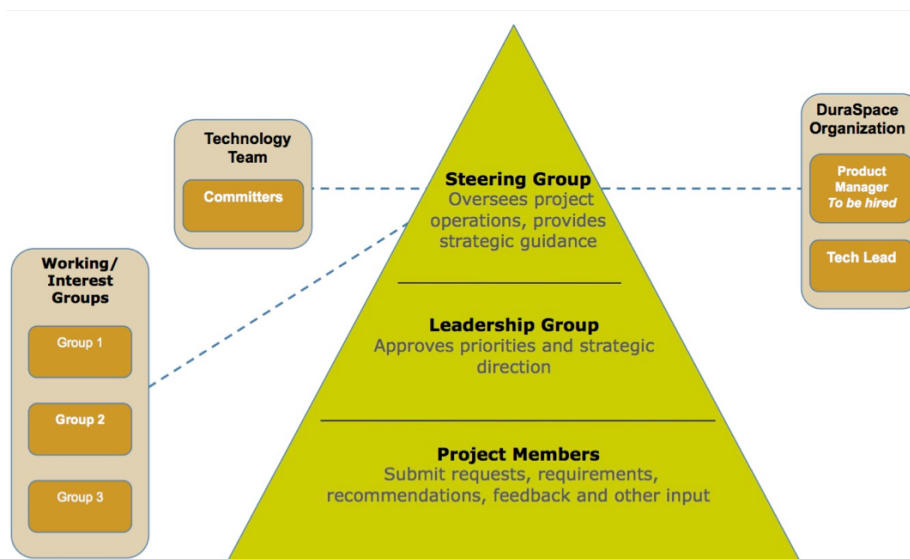 Technology
Team
Committers
Working/
Interest
Groups
Group 1
Group 2
Group 3
Steering Group
Oversees project
operations, provides
strategic guidance
Leadership Group
Approves priorities and strategic
direction
Project Members
Submit requests, requirements,
recommendations, feedback and other input
DuraSpace
Organization
Product
Manager
To be hired
Tech Lead